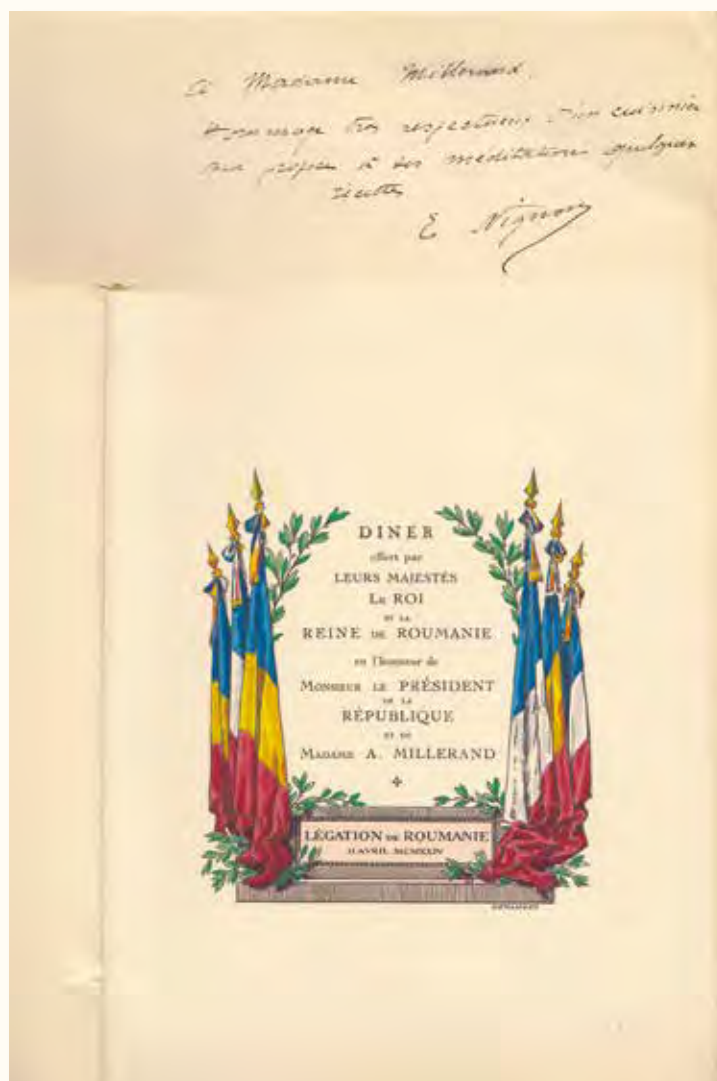 à Madame Millerand.
Hommage très respectueux d'un cuisinier
qui propose à ses méditations quelques
recettes
E Nignon
DINER
offert par
LEURS MAJESTÉS
LE ROI
ET LA
REINE DE ROUMANIE
en l'honneur de
MONSIEUR LE PRÉSIDENT
DE LA
RÉPUBLIQUE
ET DE
MADAME A. MILLERAND
LÉGATION DE ROUMANIE
11 AVRIL MCMXXIV